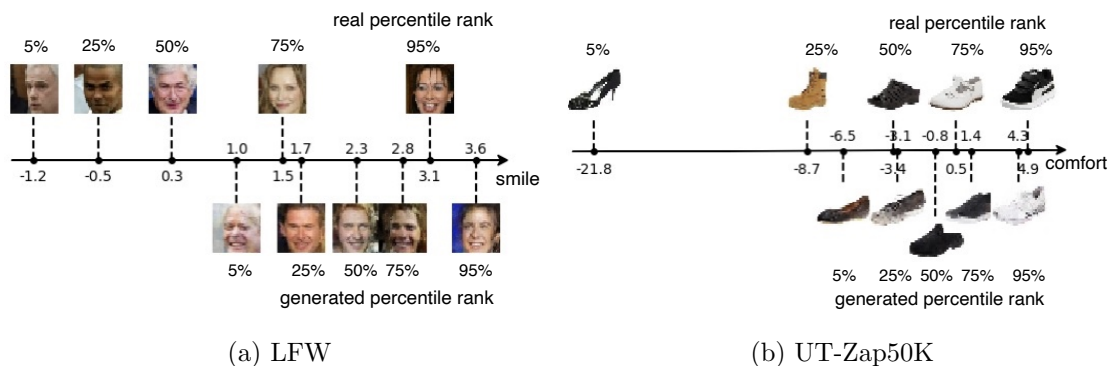 real percentile rank
5% 25% 50% 75% 95%
1.0 1.7 2.3 2.8 3.6
-1.2 -0.5 0.3 1.5 3.1 smile
5% 25% 50% 75% 95%
generated percentile rank
(a) LFW
real percentile rank
5% 25% 50% 75% 95%
-6.5 -3.1 -0.8 1.4 4.3
-21.8 -8.7 -3.4 0.5 4.9 comfort
5% 25% 50% 75% 95%
generated percentile rank
(b) UT-Zap50K